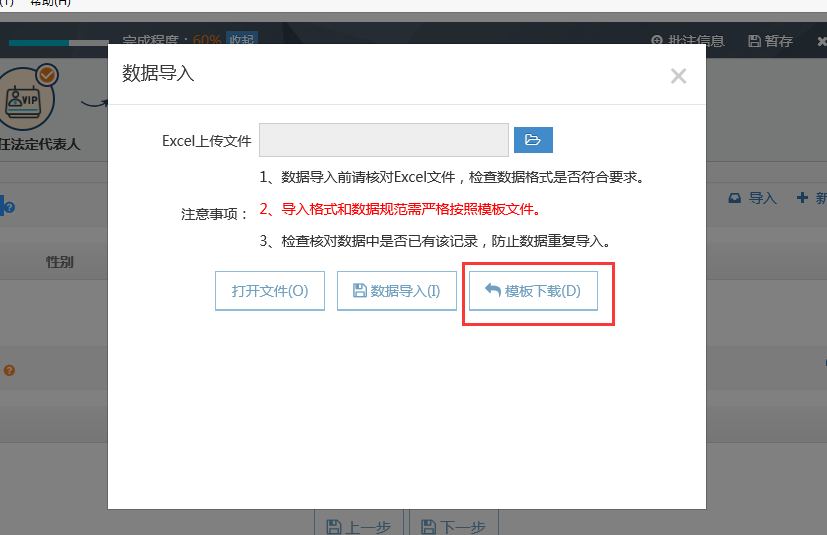 帮助(H)
完成程度：60% 收起
批注信息 暂存
VIP
任法定代表人
数据导入
Excel上传文件
1、数据导入前请核对Excel文件，检查数据格式是否符合要求。
注意事项：
2、导入格式和数据规范需严格按照模板文件。
3、检查核对数据中是否已有该记录，防止数据重复导入。
导入 新
性别
打开文件(O) 数据导入(I) 模板下载(D)
上一步 下一步